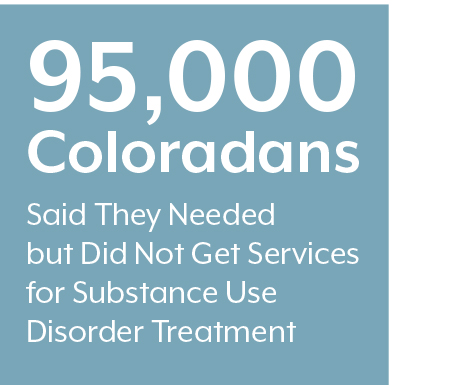 95,000
Coloradans
Said They Needed
but Did Not Get Services
for Substance Use
Disorder Treatment